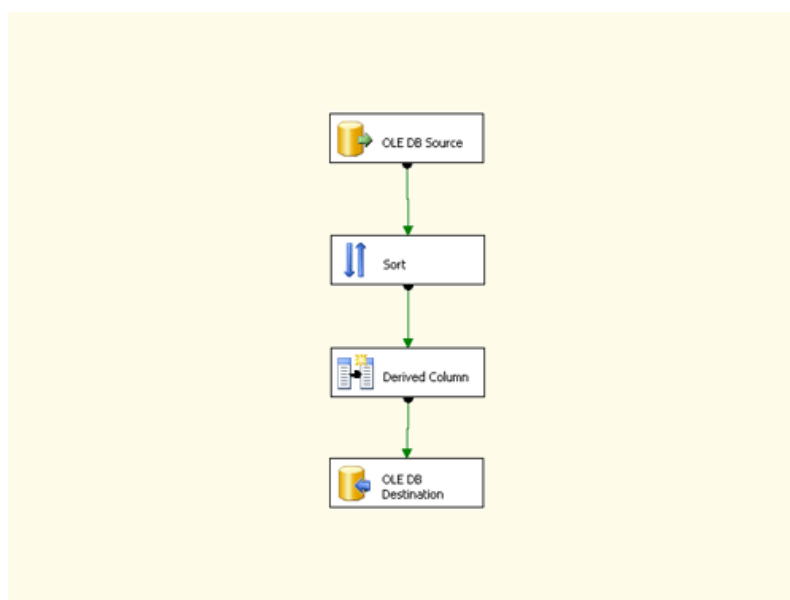 OLE DB Source
Sort
Derived Column
OLE DB
Destination